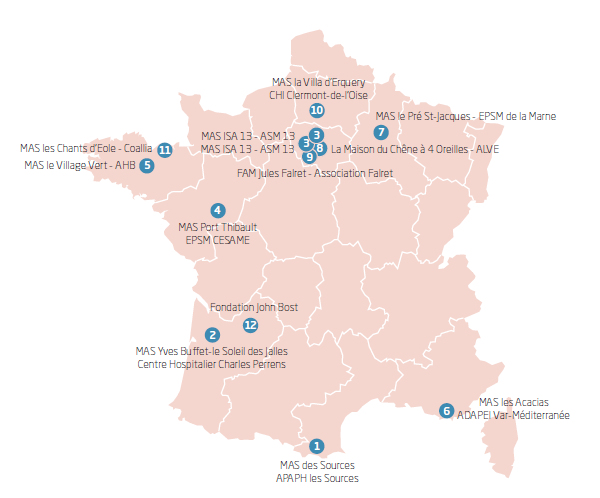 MAS la Villa d'Erquery
CHI Clermont-de-l'Oise
10
MAS le Pré St-Jacques - EPSM de la Marne
7
MAS ISA 13 - ASM 13
3
MAS ISA 13 - ASM 13
3
8
La Maison du Chêne à 4 Oreilles - ALVE
9
FAM Jules Falret - Association Falret
MAS les Chants d'Eole - Coallia
11
MAS le Village Vert - AHB
5
4
MAS Port Thibault
EPSM CESAME
Fondation John Bost
12
2
MAS Yves Buffet-le Soleil des Jalles
Centre Hospitalier Charles Perrens
6
MAS les Acacias
ADAPEI Var-Méditerranée
1
MAS des Sources
APAPH les Sources